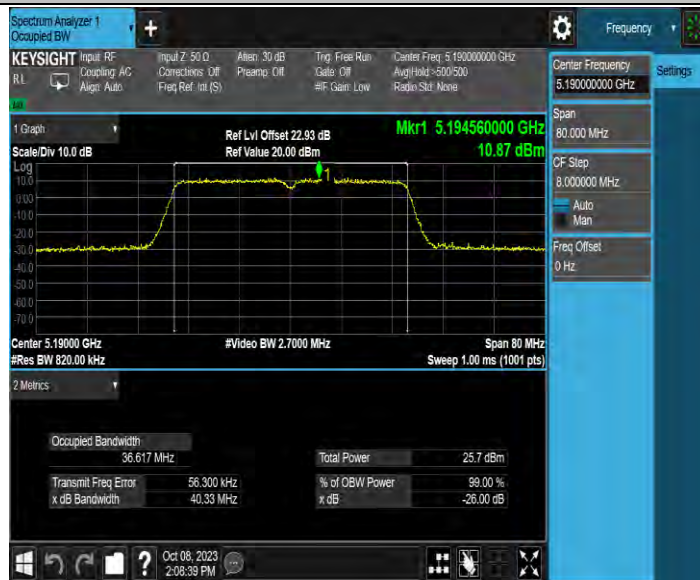 Spectrum Analyzer 1
Occupied BW
+
Frequency
KEYSIGHT
Input: RF
Coupling: AC
Align: Auto
Input Z: 50 Ω
Corrections: Off
Freq Ref: Int (S)
Atten: 30 dB
Preamp: Off
Trig: Free Run
Gate: Off
#IF Gain: Low
Center Freq: 5.190000000 GHz
Avg|Hold:>500/500
Radio Std: None
RL
Center Frequency
5.190000000 GHz
Settings
Span
80.000 MHz
CF Step
8.000000 MHz
Auto
Man
Freq Offset
0 Hz
1 Graph
Scale/Div 10.0 dB
Ref Lvl Offset 22.93 dB
Ref Value 20.00 dBm
Mkr1 5.194560000 GHz
10.87 dBm
Log
10.0
0.00
-10.0
-20.0
-30.0
-40.0
-50.0
-60.0
-70.0
1
Center 5.19000 GHz
#Video BW 2.7000 MHz
Span 80 MHz
#Res BW 820.00 kHz
Sweep 1.00 ms (1001 pts)
2 Metrics
Occupied Bandwidth
36.617 MHz
Total Power 25.7 dBm
Transmit Freq Error 56.300 kHz
% of OBW Power 99.00 %
x dB Bandwidth 40.33 MHz
x dB -26.00 dB
?
Oct 08, 2023
2:08:39 PM